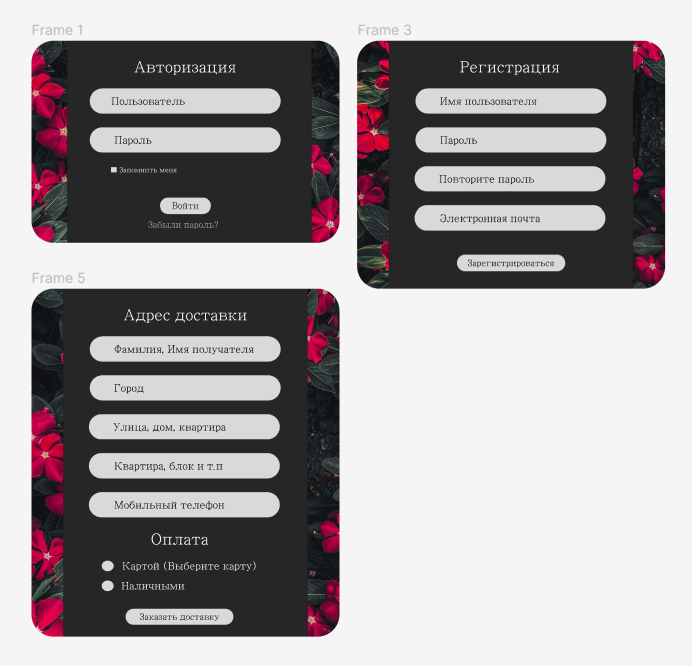 Frame 1
Авторизация
Пользователь
Пароль
Запомнить меня
Войти
Забыли пароль?
Frame 3
Регистрация
Имя пользователя
Пароль
Повторите пароль
Электронная почта
Зарегистрироваться
Frame 5
Адрес доставки
Фамилия, Имя получателя
Город
Улица, дом, квартира
Квартира, блок и т.п
Мобильный телефон
Оплата
Картой (Выберите карту)
Наличными
Заказать доставку